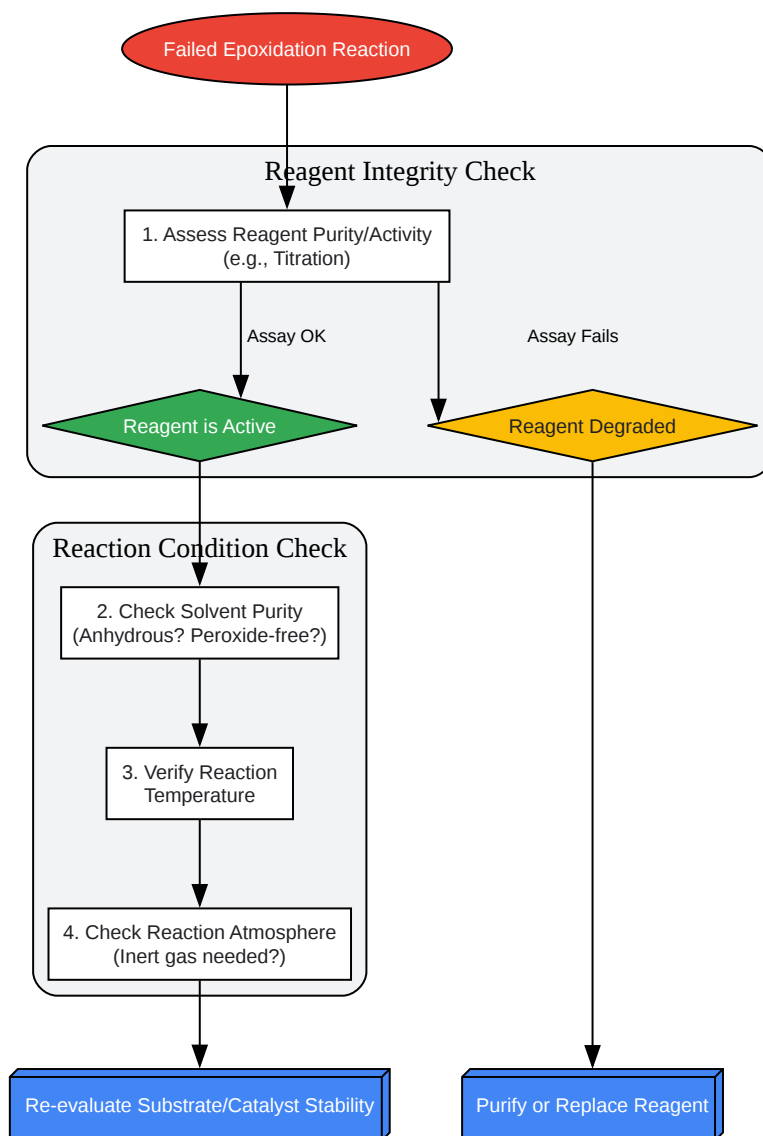 Failed Epoxidation Reaction
Reagent Integrity Check
1. Assess Reagent Purity/Activity
(e.g., Titration)
Assay OK
Assay Fails
Reagent is Active
Reagent Degraded
Reaction Condition Check
2. Check Solvent Purity
(Anhydrous? Peroxide-free?)
3. Verify Reaction
Temperature
4. Check Reaction Atmosphere
(Inert gas needed?)
Re-evaluate Substrate/Catalyst Stability
Purify or Replace Reagent